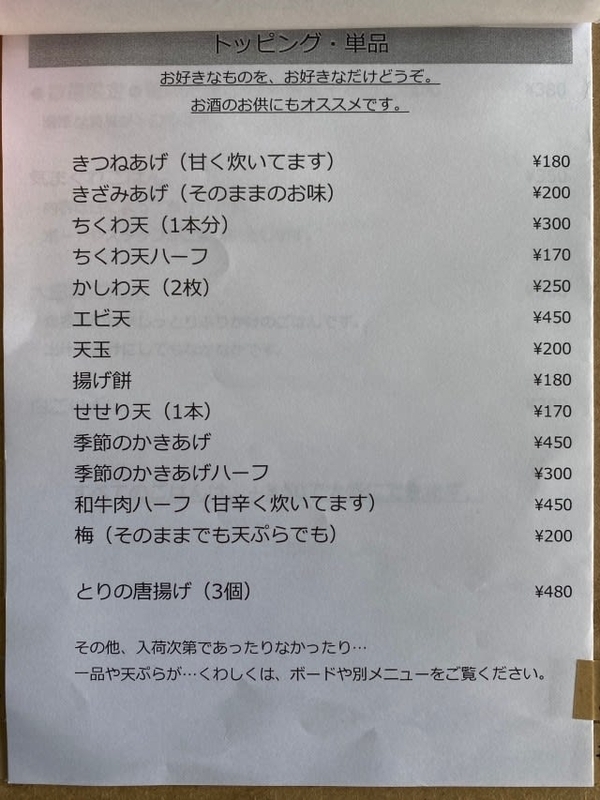 トッピング・単品
お好きなものを、お好きなだけどうぞ。
お酒のお供にもオススメです。
きつねあげ（甘く炊いてます） ¥180
きざみあげ（そのままのお味） ¥200
ちくわ天（1本分） ¥300
ちくわ天ハーフ ¥170
かしわ天（2枚） ¥250
エビ天 ¥450
天玉 ¥200
揚げ餅 ¥180
せせり天（1本） ¥170
季節のかきあげ ¥450
季節のかきあげハーフ ¥300
和牛肉ハーフ（甘辛く炊いてます） ¥450
梅（そのままでも天ぷらでも） ¥200
とりの唐揚げ（3個） ¥480
その他、入荷次第であったりなかったり…
一品や天ぷらが…くわしくは、ボードや別メニューをご覧ください。